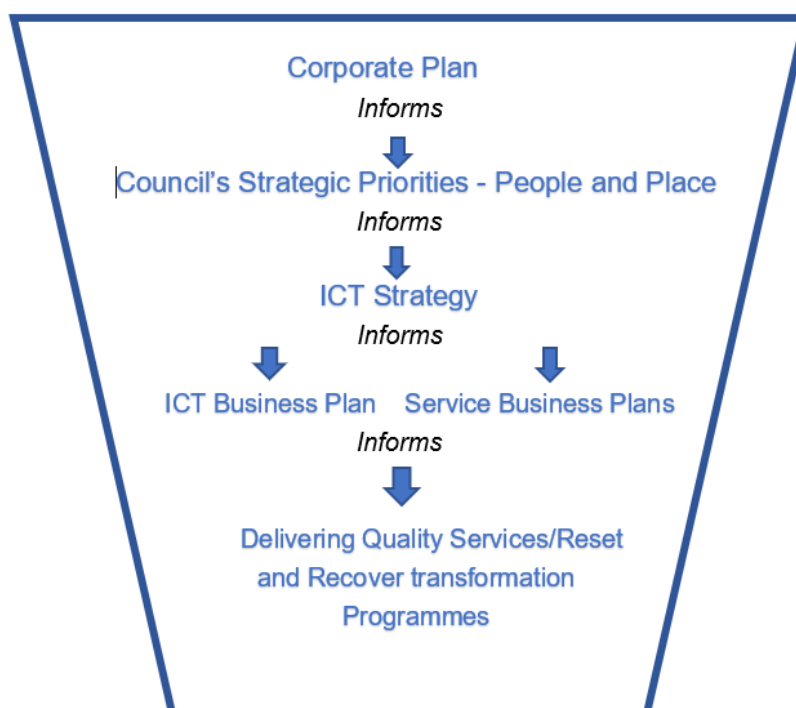 Corporate Plan
Informs
Council's Strategic Priorities - People and Place
Informs
ICT Strategy
Informs
ICT Business Plan Service Business Plans
Informs
Delivering Quality Services/Reset
and Recover transformation
Programmes